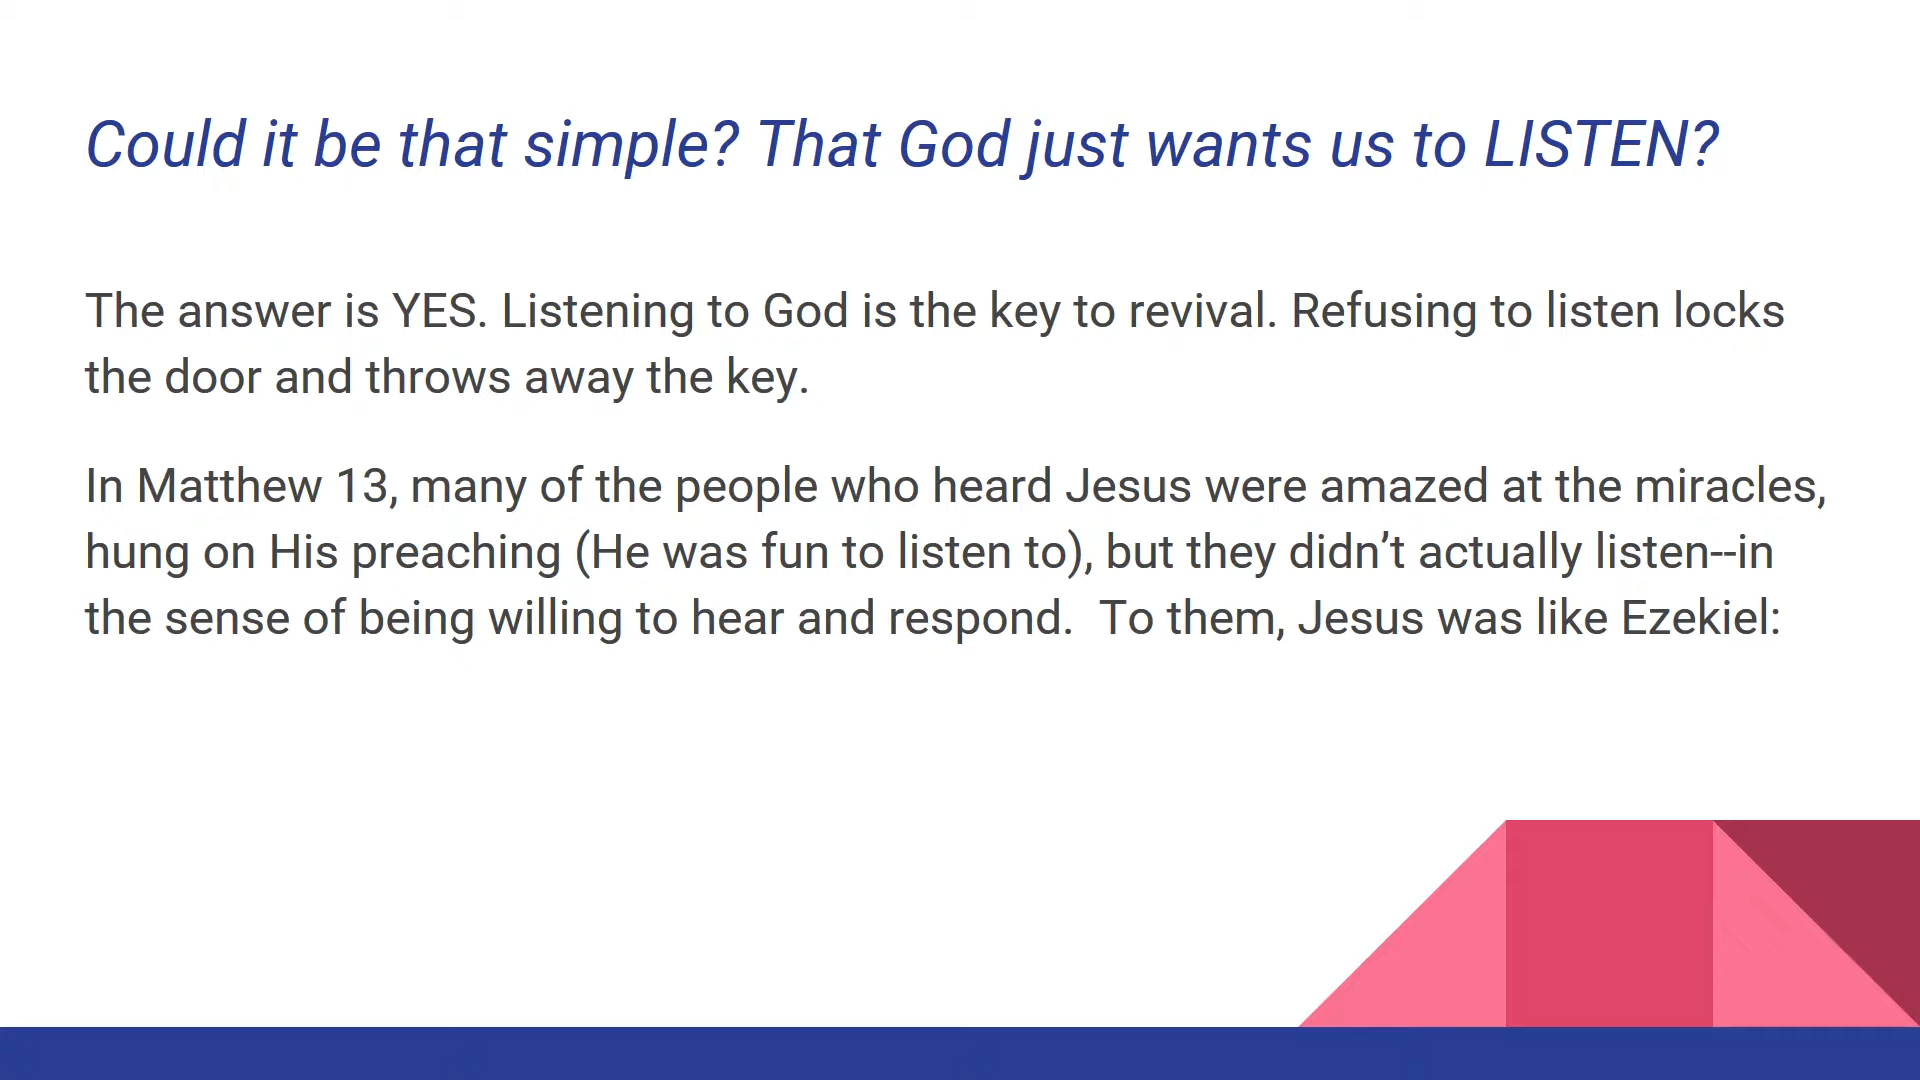 Could it be that simple? That God just wants us to LISTEN?
The answer is YES. Listening to God is the key to revival. Refusing to listen locks
the door and throws away the key.
In Matthew 13, many of the people who heard Jesus were amazed at the miracles,
hung on His preaching (He was fun to listen to), but they didn’t actually listen--in
the sense of being willing to hear and respond.  To them, Jesus was like Ezekiel: